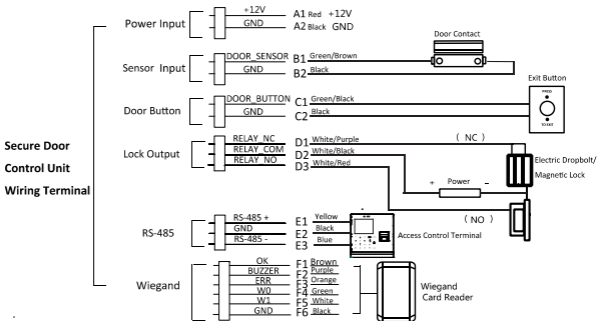 Secure Door
Control Unit
Wiring Terminal
Power Input
+12V A1 Red +12V
GND A2 Black GND
Sensor Input
DOOR_SENSOR B1 Green/Brown
GND B2 Black
Door Contact
Door Button
DOOR_BUTTON C1 Green/Black
GND C2 Black
Exit Button
PRESS
TO EXIT
Lock Output
RELAY_NC D1 White/Purple ( NC )
RELAY_COM D2 White/Black
RELAY_NO D3 White/Red
Electric Dropbolt/
Magnetic Lock
+ Power -
( NO )
RS-485
RS-485 + E1 Yellow
GND E2 Black
RS-485 - E3 Blue
Access Control Terminal
Wiegand
OK F1 Brown
BUZZER F2 Purple
ERR F3 Orange
W0 F4 Green
W1 F5 White
GND F6 Black
Wiegand
Card Reader